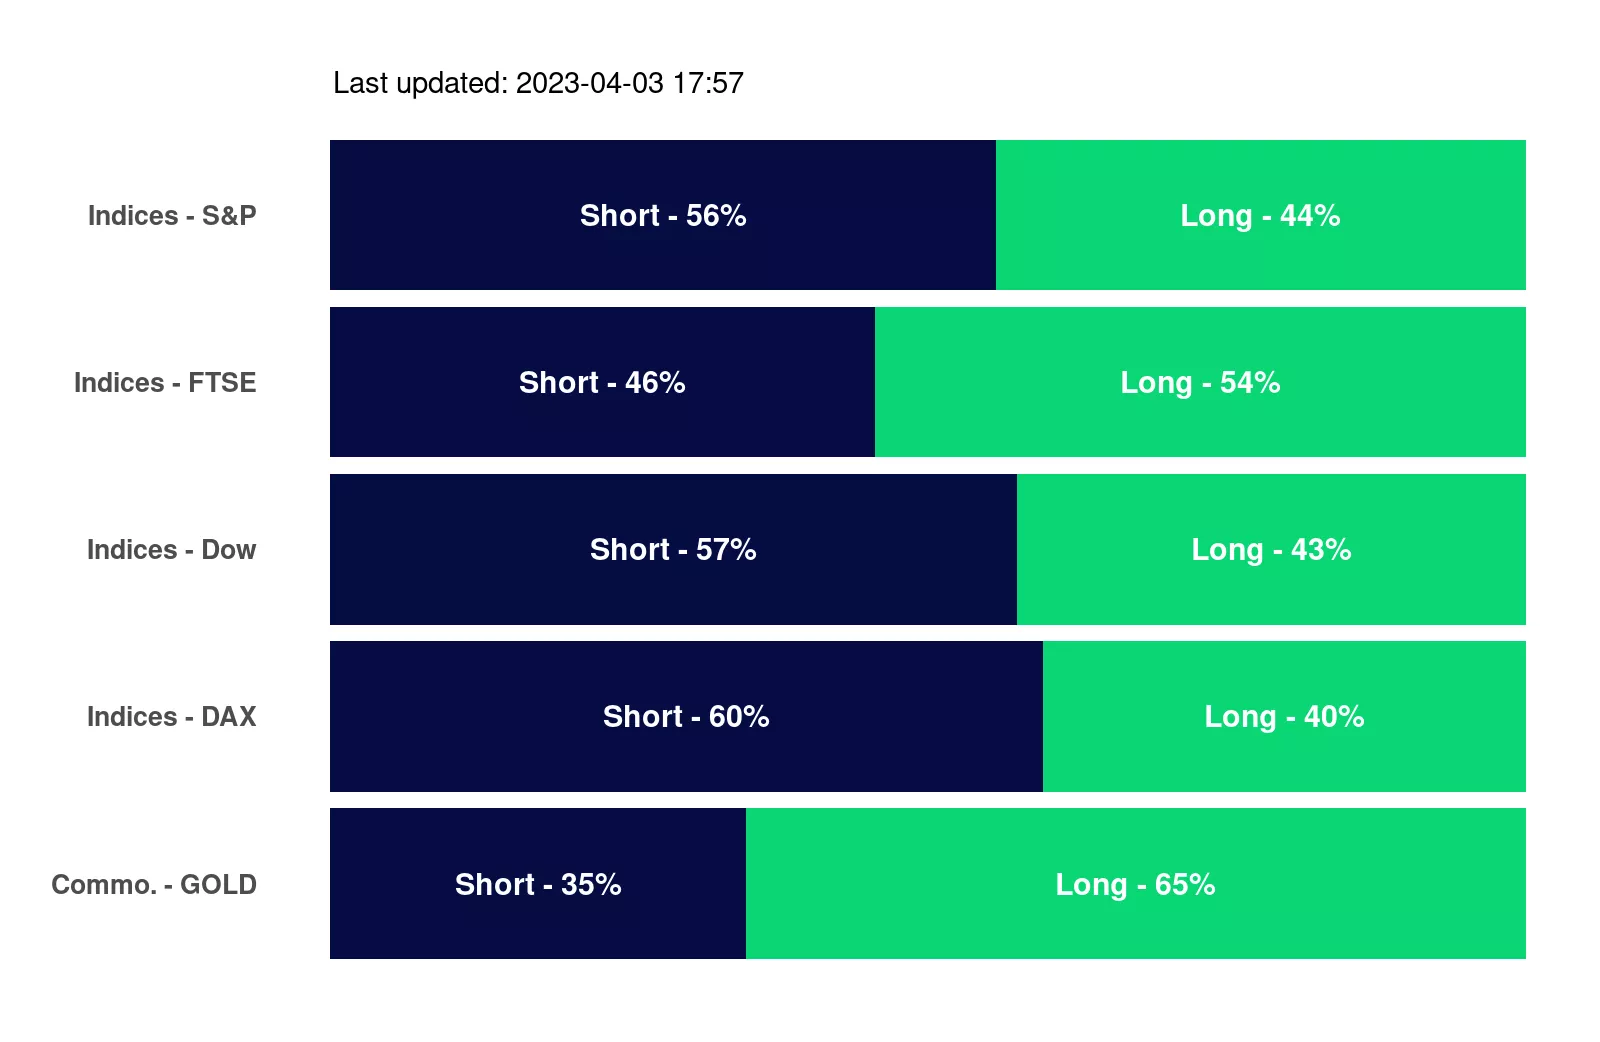 Last updated: 2023-04-03 17:57
Indices - S&P Short - 56% Long - 44%
Indices - FTSE Short - 46% Long - 54%
Indices - Dow Short - 57% Long - 43%
Indices - DAX Short - 60% Long - 40%
Commo. - GOLD Short - 35% Long - 65%